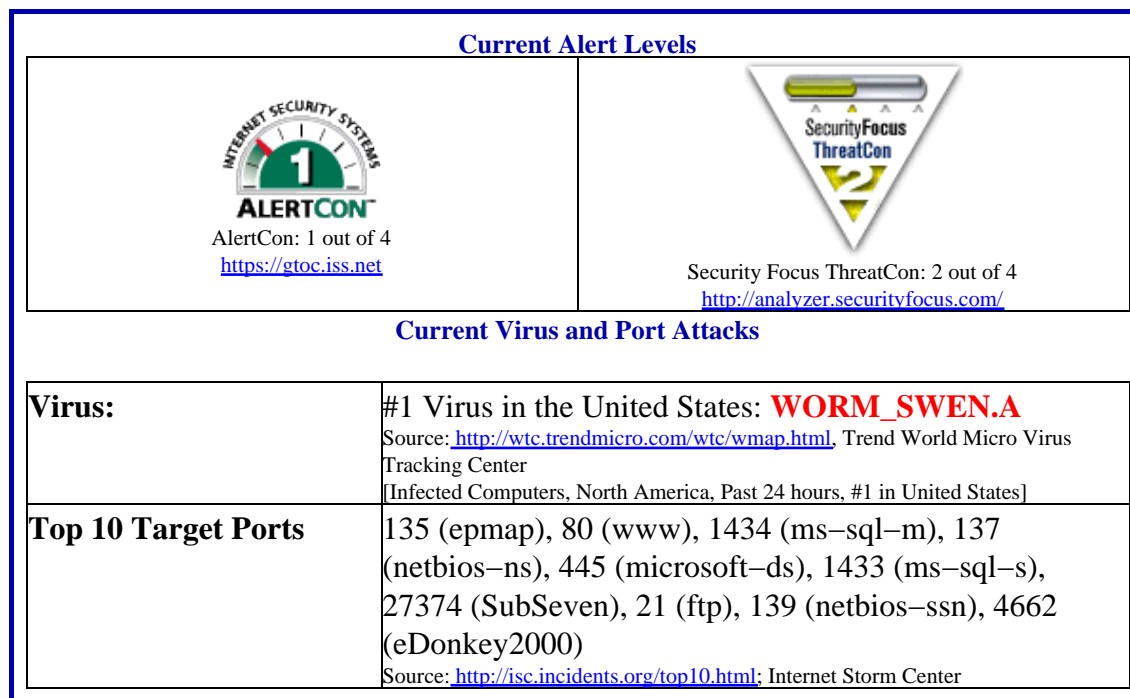 Current Alert Levels
INTERNET SECURITY SYSTEMS
1
ALERTCON™
AlertCon: 1 out of 4
https://gtoc.iss.net
SecurityFocus
ThreatCon
2
Security Focus ThreatCon: 2 out of 4
http://analyzer.securityfocus.com/
Current Virus and Port Attacks
Virus:
#1 Virus in the United States: WORM_SWEN.A
Source: http://wtc.trendmicro.com/wtc/wmap.html, Trend World Micro Virus
Tracking Center
[Infected Computers, North America, Past 24 hours, #1 in United States]
Top 10 Target Ports
135 (epmap), 80 (www), 1434 (ms−sql−m), 137
(netbios−ns), 445 (microsoft−ds), 1433 (ms−sql−s),
27374 (SubSeven), 21 (ftp), 139 (netbios−ssn), 4662
(eDonkey2000)
Source: http://isc.incidents.org/top10.html; Internet Storm Center